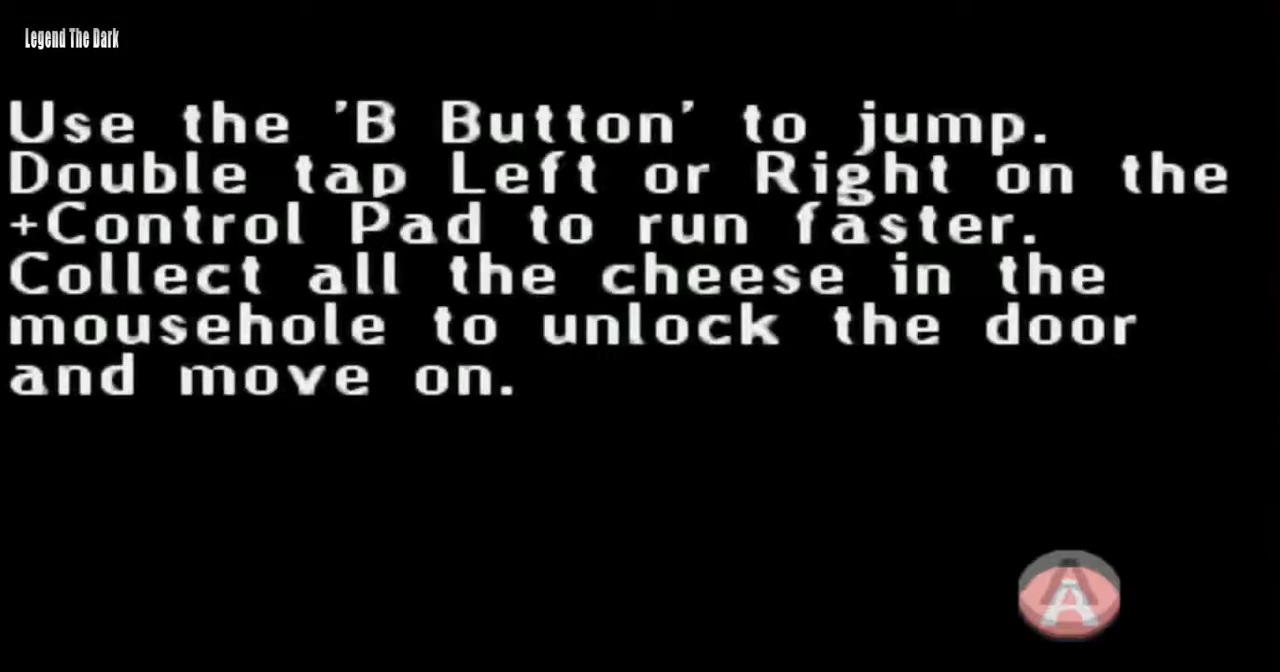 Legend The Dark
Use the 'B Button' to jump.
Double tap Left or Right on the
+Control Pad to run faster.
Collect all the cheese in the
mousehole to unlock the door
and move on.
A